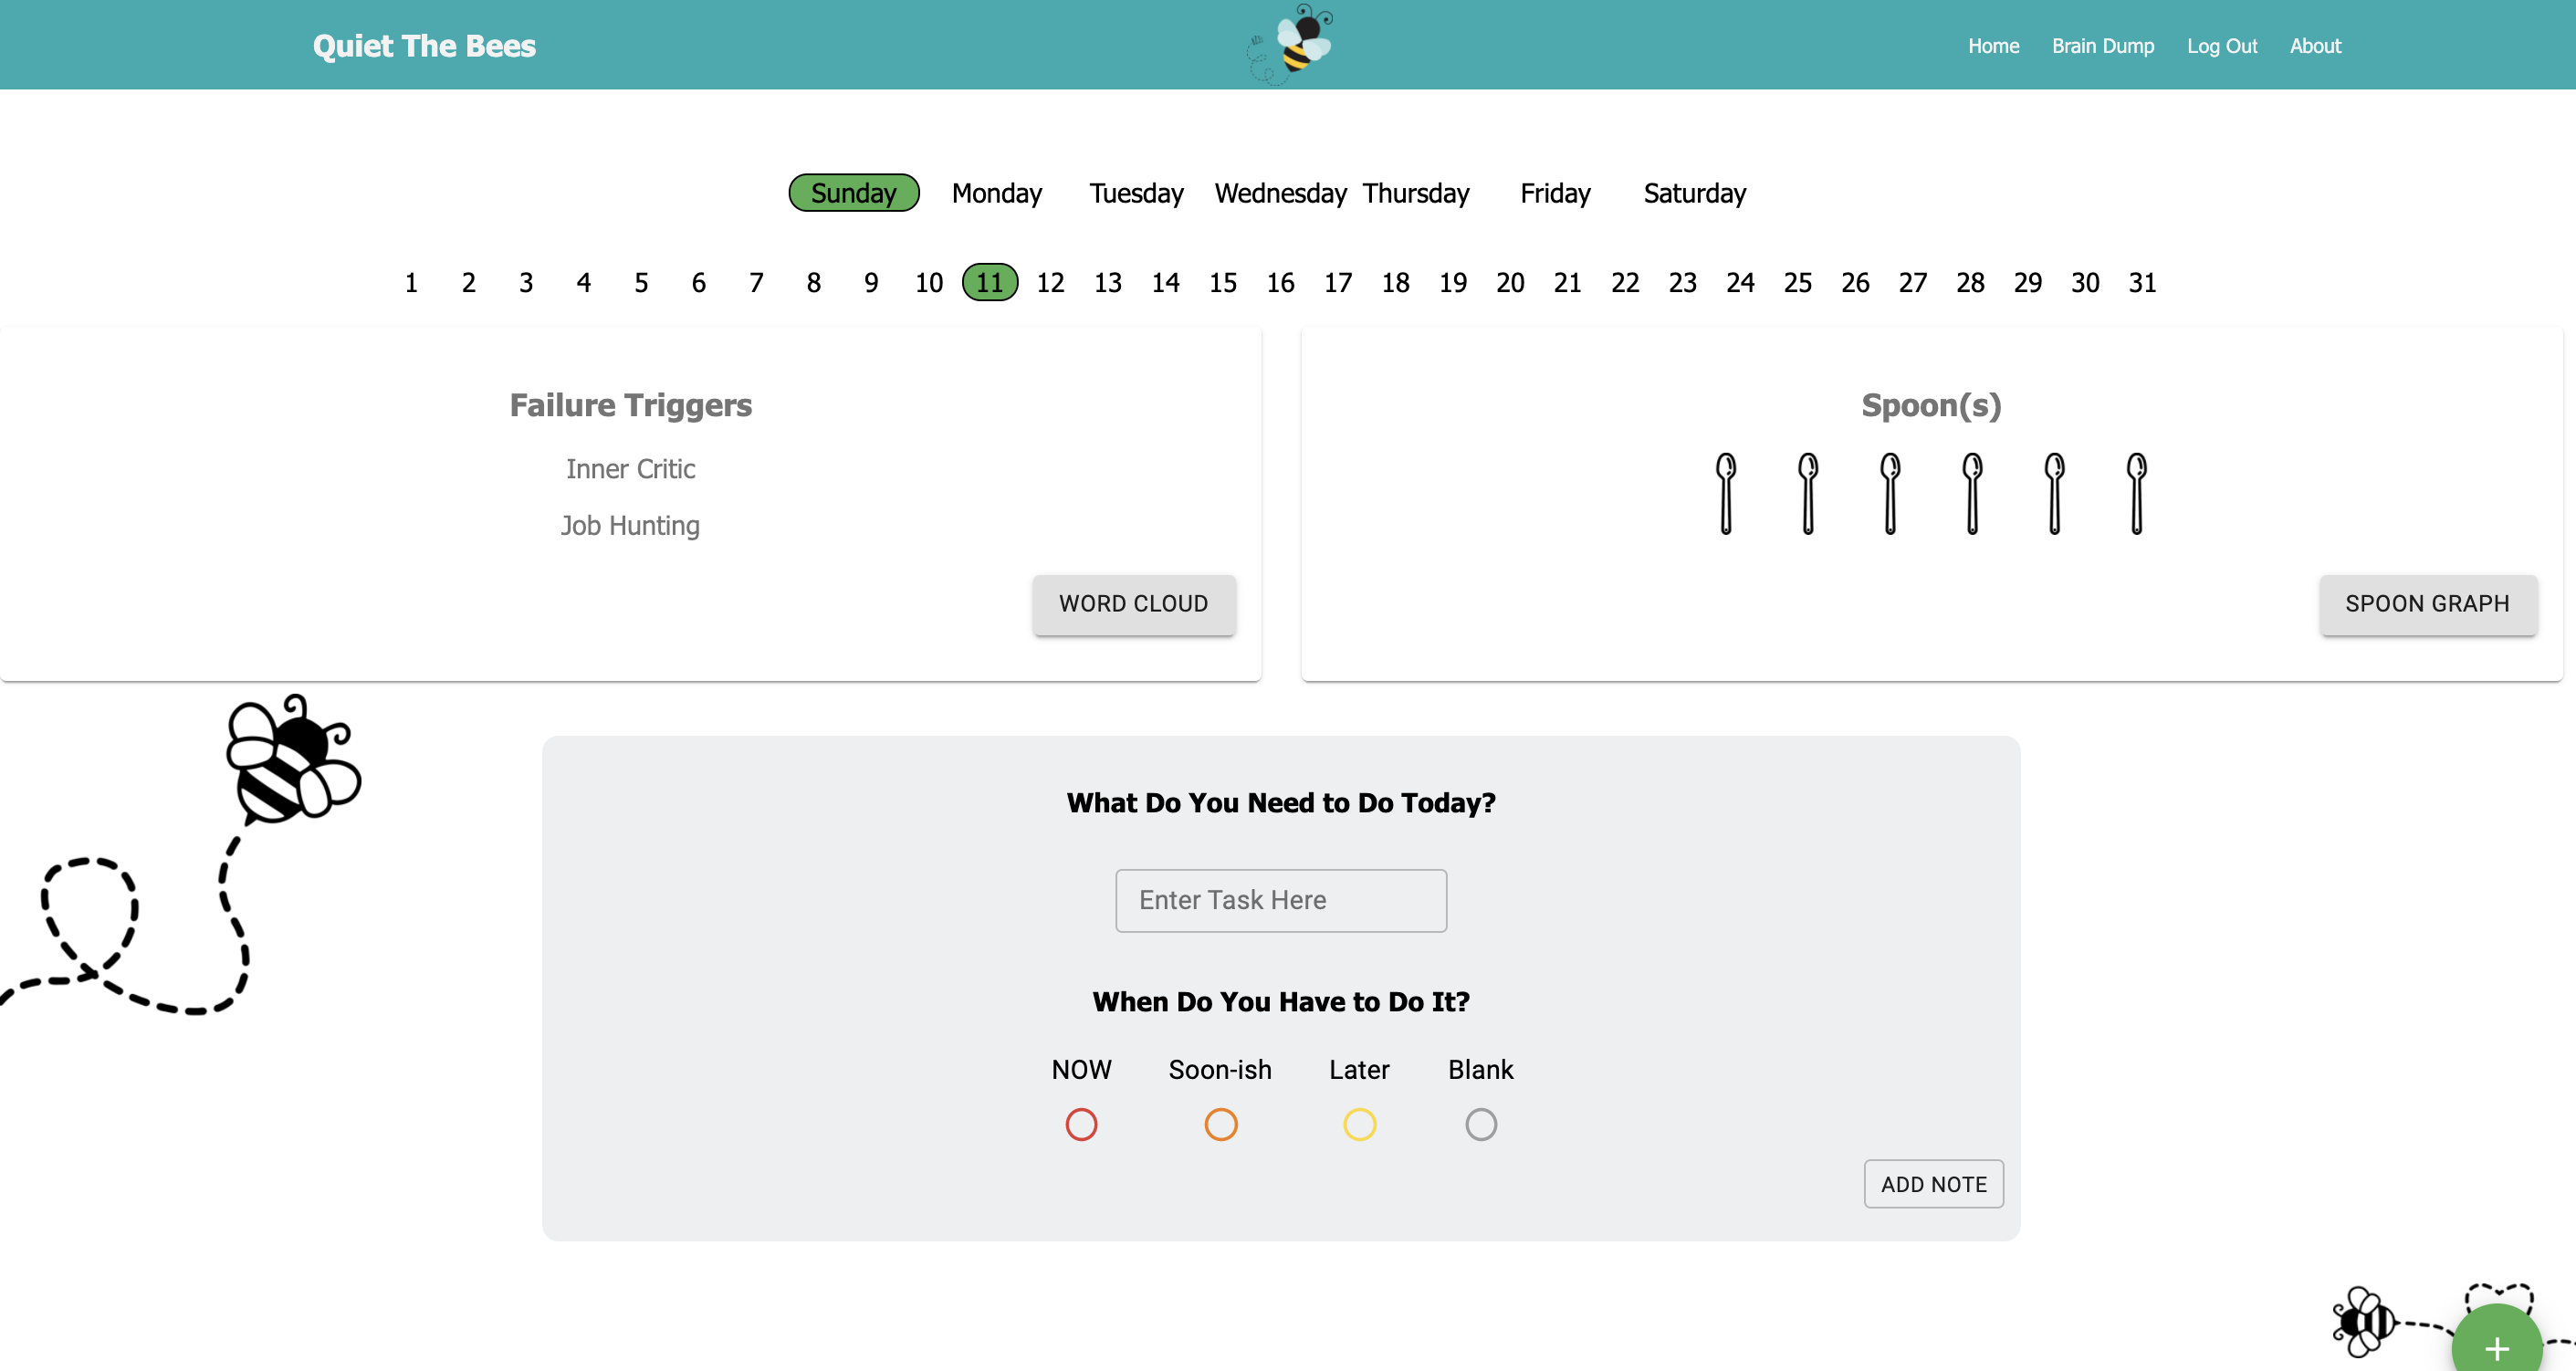 Quiet The Bees
Home Brain Dump Log Out About
Sunday Monday Tuesday Wednesday Thursday Friday Saturday
1 2 3 4 5 6 7 8 9 10 11 12 13 14 15 16 17 18 19 20 21 22 23 24 25 26 27 28 29 30 31
Failure Triggers
Inner Critic
Job Hunting
WORD CLOUD
Spoon(s)
SPOON GRAPH
What Do You Need to Do Today?
Enter Task Here
When Do You Have to Do It?
NOW Soon-ish Later Blank
ADD NOTE
+